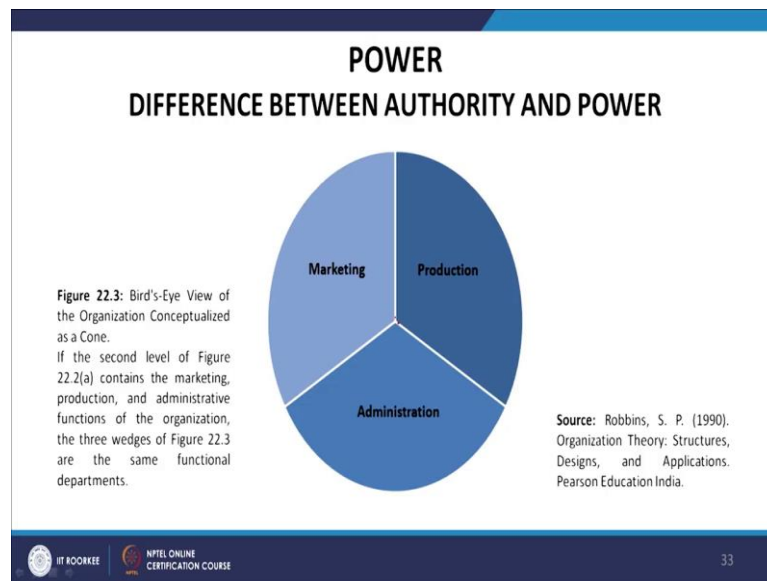 POWER
DIFFERENCE BETWEEN AUTHORITY AND POWER
Marketing
Production
Administration
Figure 22.3: Bird's-Eye View of
the Organization Conceptualized
as a Cone.
If the second level of Figure
22.2(a) contains the marketing,
production, and administrative
functions of the organization,
the three wedges of Figure 22.3
are the same functional
departments.
Source: Robbins, S. P. (1990).
Organization Theory: Structures,
Designs, and Applications.
Pearson Education India.
IIT ROORKEE
NPTEL ONLINE
CERTIFICATION COURSE
33